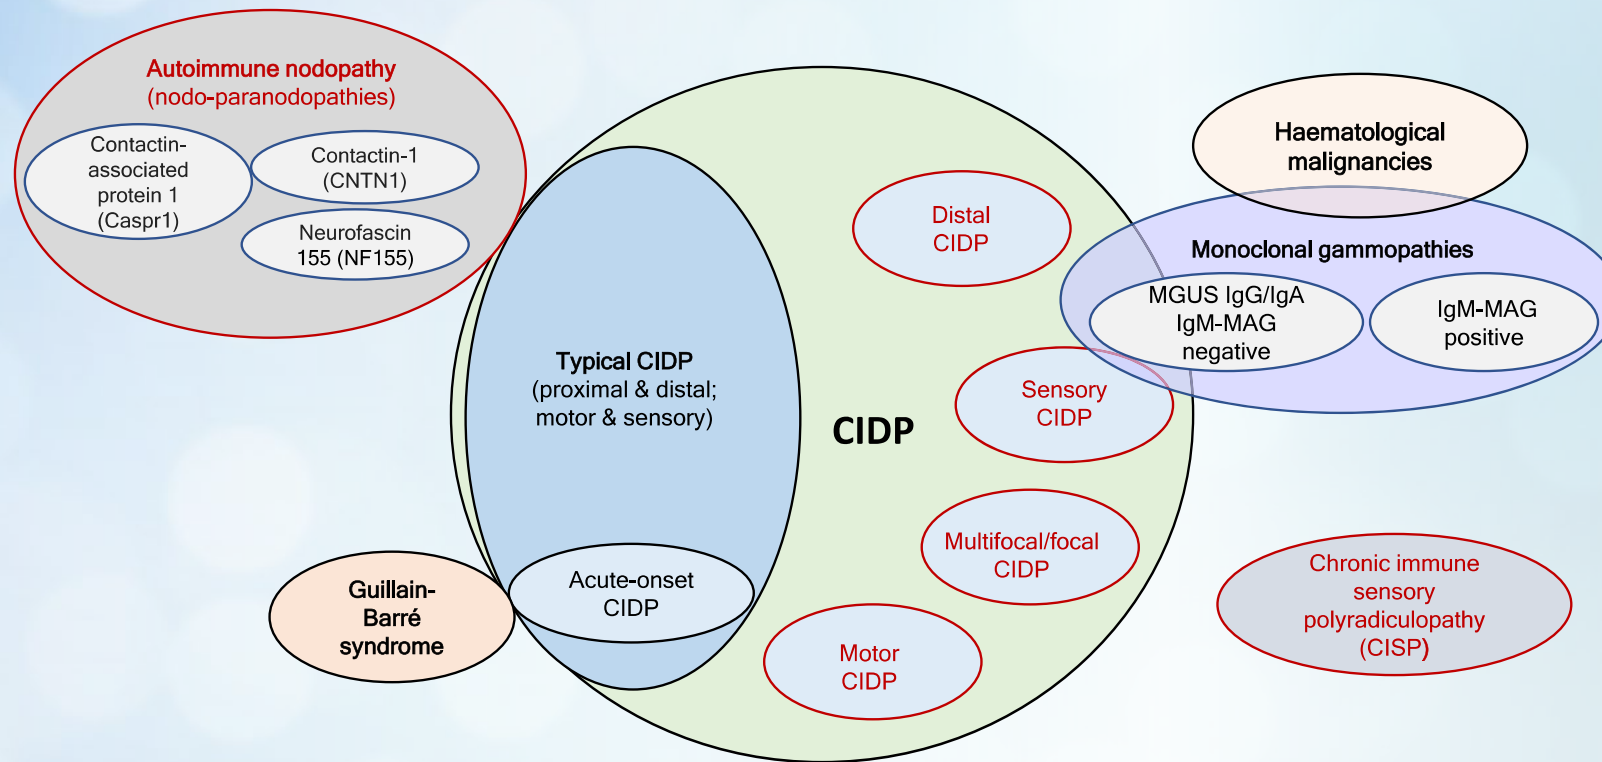 Autoimmune nodopathy
(nodo-paranodopathies)
Contactin-
associated
protein 1
(Caspr1)
Contactin-1
(CNTN1)
Neurofascin
155 (NF155)
Typical CIDP
(proximal & distal;
motor & sensory)
Acute-onset
CIDP
Guillain-
Barré
syndrome
CIDP
Distal
CIDP
Sensory
CIDP
Multifocal/focal
CIDP
Motor
CIDP
Haematological
malignancies
Monoclonal gammopathies
MGUS IgG/IgA
IgM-MAG
negative
IgM-MAG
positive
Chronic immune
sensory
polyradiculopathy
(CISP)